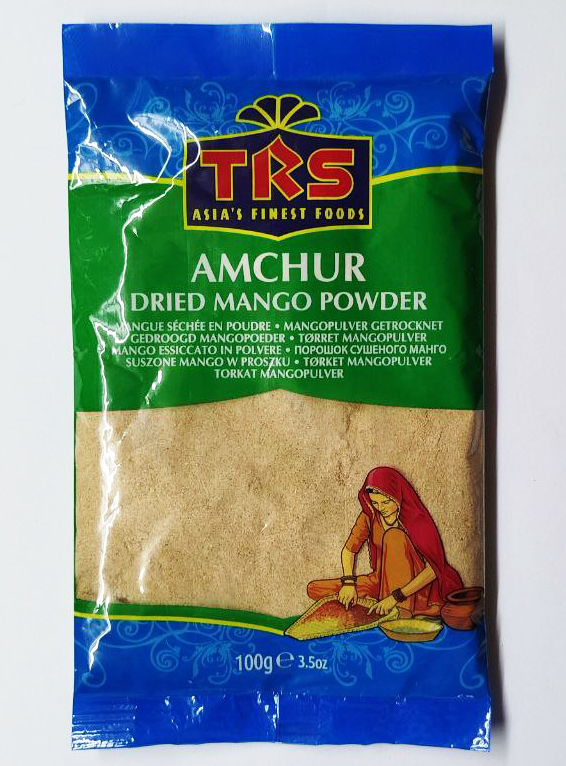 TRS
ASIA'S FINEST FOODS
AMCHUR
DRIED MANGO POWDER
MANGUE SÉCHÉE EN POUDRE • MANGOPULVER GETROCKNET
GEDROOGD MANGOPOEDER • TØRRET MANGOPULVER
MANGO ESSICCATO IN POLVERE • ПОРОШОК СУШЕНОГО МАНГО
SUSZONE MANGO W PROSZKU • TØRKET MANGOPULVER
TORKAT MANGOPULVER
100g ℮ 3.5oz